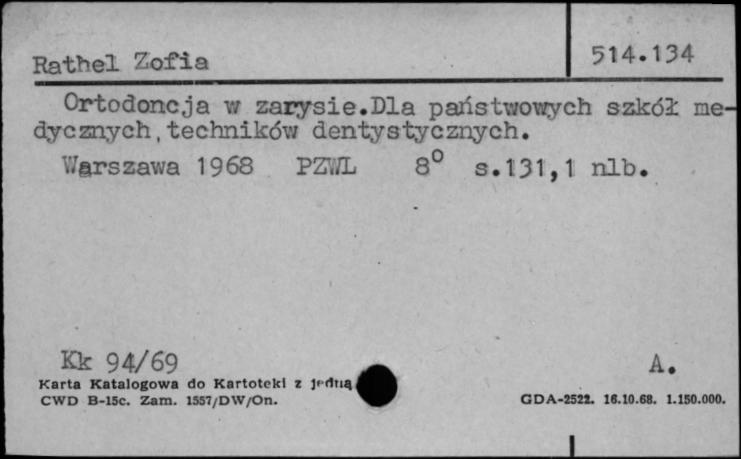 Rathel Zofia 514.134
Ortodoncja w zarysie.Dla państwowych szkół me-
dycznych,techników dentystycznych.
Warszawa 1968 PZWL 8° s.131,1 nlb.
Kk 94/69 A.
Karta Katalogowa do Kartoteki z jedną
CWD B-15c. Zam. 1557/DW/On. GDA-2522. 16.10.68. 1.150.000.